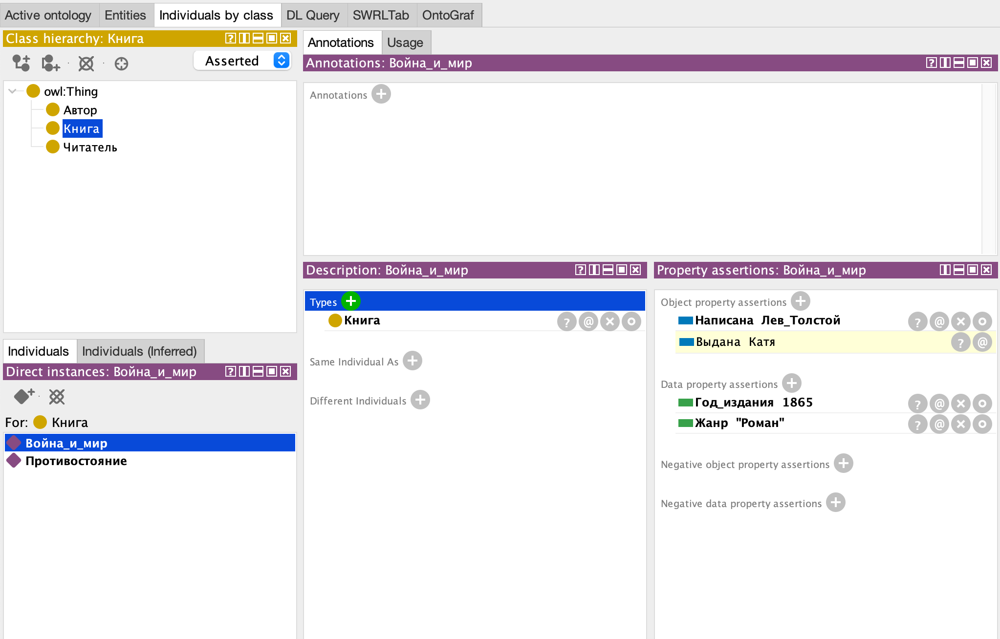 Active ontology Entities Individuals by class DL Query SWRLTab OntoGraf
Class hierarchy: Книга
Asserted
owl:Thing
Автор
Книга
Читатель
Individuals Individuals (Inferred)
Direct instances: Война_и_мир
For: Книга
Война_и_мир
Противостояние
Annotations Usage
Annotations: Война_и_мир
Annotations
Description: Война_и_мир
Types
Книга
Same Individual As
Different Individuals
Property assertions: Война_и_мир
Object property assertions
Написана Лев_Толстой
Выдана Катя
Data property assertions
Год_издания 1865
Жанр "Роман"
Negative object property assertions
Negative data property assertions